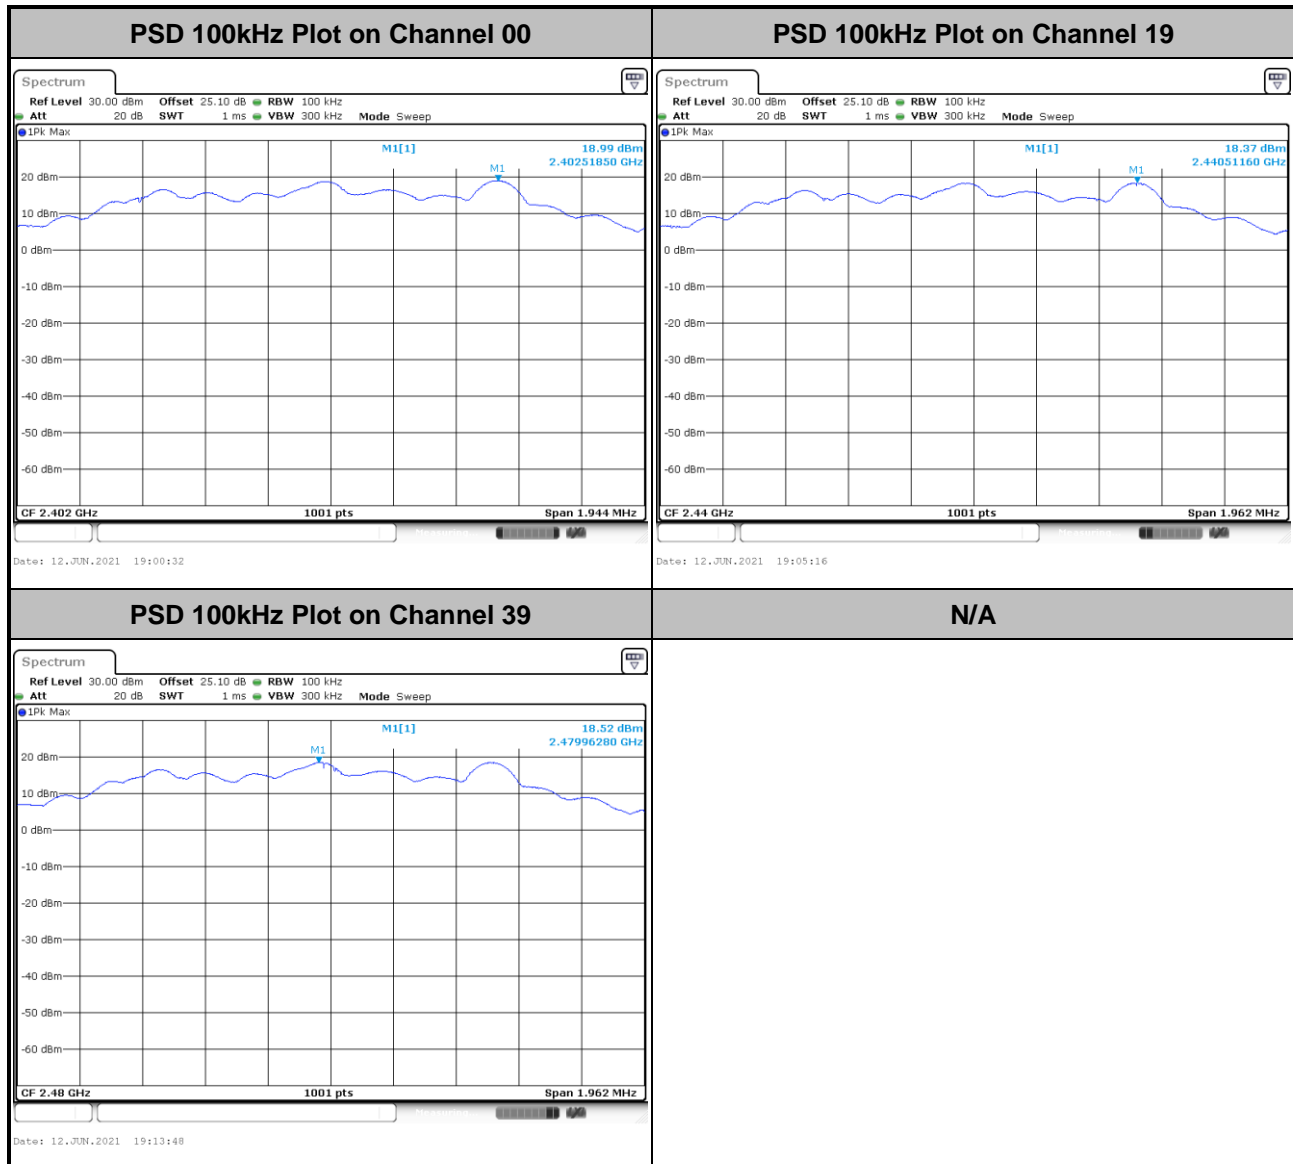 PSD 100kHz Plot on Channel 00
Spectrum
Ref Level 30.00 dBm Offset 25.10 dB RBW 100 kHz
Att 20 dB SWT 1 ms VBW 300 kHz Mode Sweep
1Pk Max
M1[1] 18.99 dBm
2.40251850 GHz
M1
20 dBm
10 dBm
0 dBm
-10 dBm
-20 dBm
-30 dBm
-40 dBm
-50 dBm
-60 dBm
CF 2.402 GHz 1001 pts Span 1.944 MHz
Measuring
Date: 12.JUN.2021 19:00:32
PSD 100kHz Plot on Channel 19
Spectrum
Ref Level 30.00 dBm Offset 25.10 dB RBW 100 kHz
Att 20 dB SWT 1 ms VBW 300 kHz Mode Sweep
1Pk Max
M1[1] 18.37 dBm
2.44051160 GHz
M1
20 dBm
10 dBm
0 dBm
-10 dBm
-20 dBm
-30 dBm
-40 dBm
-50 dBm
-60 dBm
CF 2.44 GHz 1001 pts Span 1.962 MHz
Measuring
Date: 12.JUN.2021 19:05:16
PSD 100kHz Plot on Channel 39
Spectrum
Ref Level 30.00 dBm Offset 25.10 dB RBW 100 kHz
Att 20 dB SWT 1 ms VBW 300 kHz Mode Sweep
1Pk Max
M1[1] 18.52 dBm
2.47996280 GHz
M1
20 dBm
10 dBm
0 dBm
-10 dBm
-20 dBm
-30 dBm
-40 dBm
-50 dBm
-60 dBm
CF 2.48 GHz 1001 pts Span 1.962 MHz
Measuring
Date: 12.JUN.2021 19:13:48
N/A